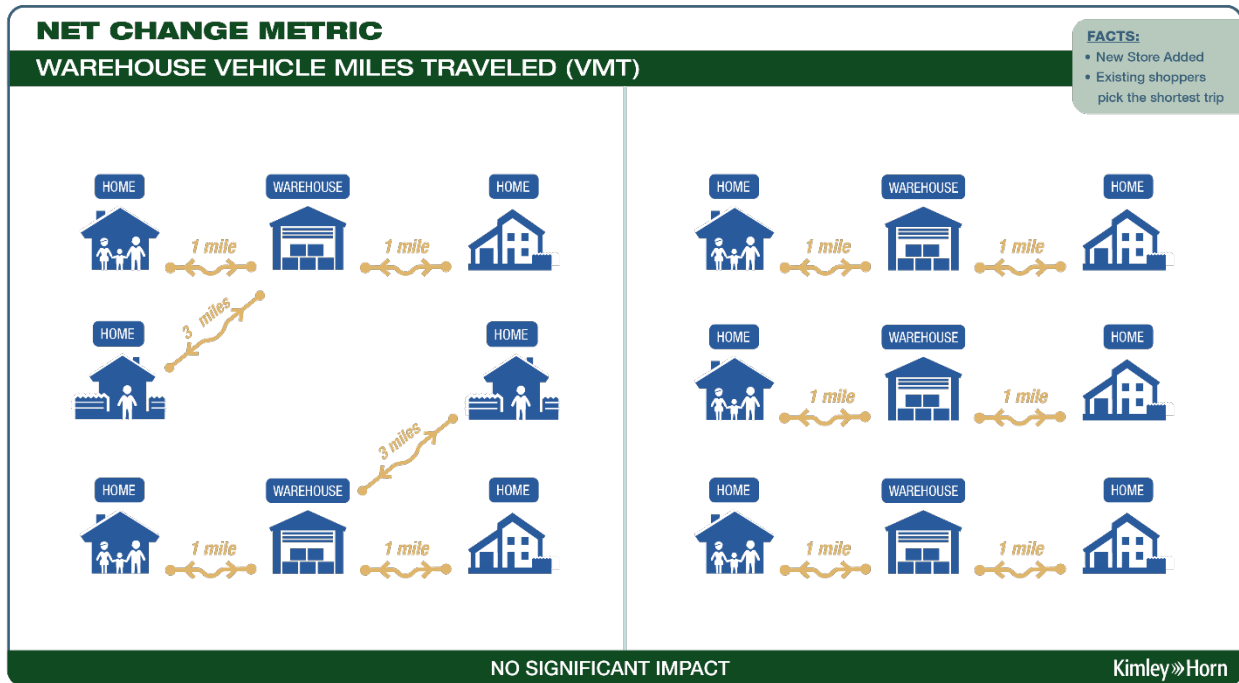 NET CHANGE METRIC
WAREHOUSE VEHICLE MILES TRAVELED (VMT)
FACTS:
• New Store Added
• Existing shoppers
pick the shortest trip
HOME
WAREHOUSE
HOME
1 mile
1 mile
3 miles
HOME
HOME
3 miles
HOME
WAREHOUSE
HOME
1 mile
1 mile
HOME
WAREHOUSE
HOME
1 mile
1 mile
HOME
WAREHOUSE
HOME
1 mile
1 mile
HOME
WAREHOUSE
HOME
1 mile
1 mile
NO SIGNIFICANT IMPACT
Kimley»Horn